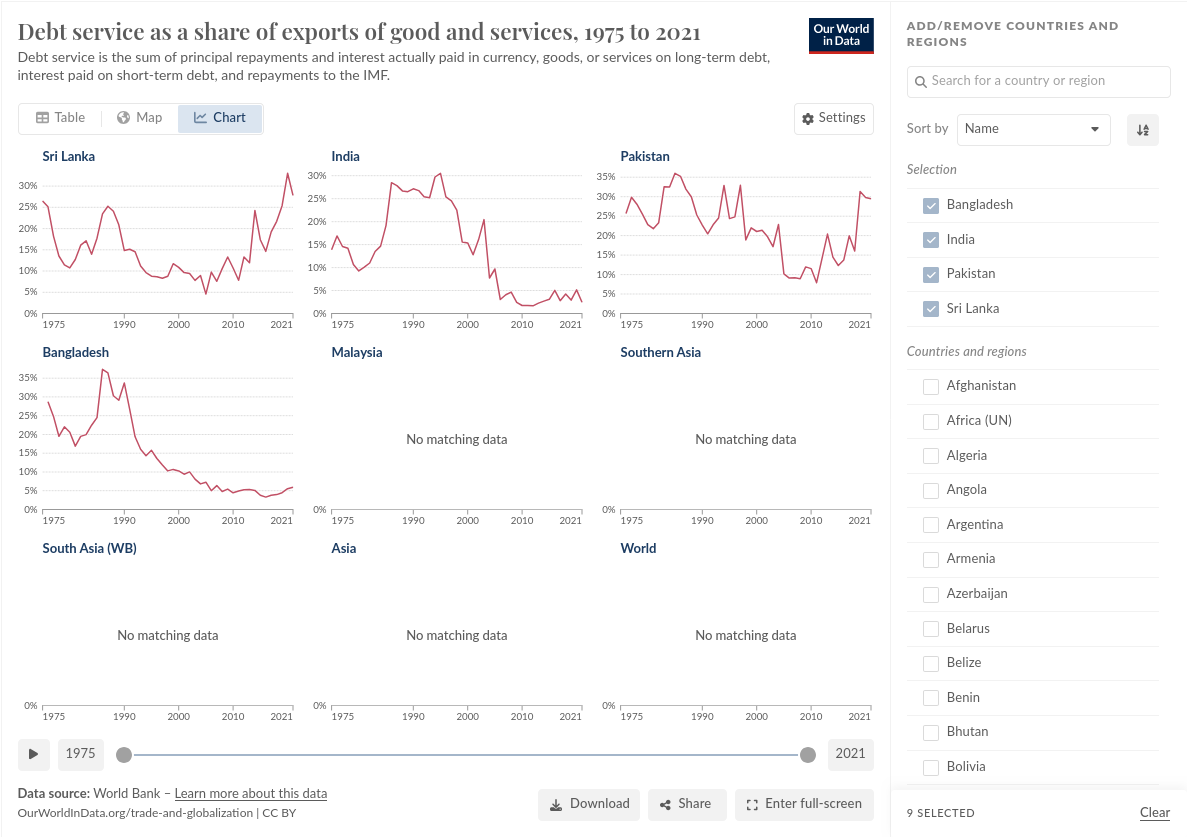 Debt service as a share of exports of good and services, 1975 to 2021
Debt service is the sum of principal repayments and interest actually paid in currency, goods, or services on long-term debt,
interest paid on short-term debt, and repayments to the IMF.
Our World
in Data
Table
Map
Chart
Settings
Sri Lanka
30%
25%
20%
15%
10%
5%
0%
1975
1990
2000
2010
2021
India
30%
25%
20%
15%
10%
5%
0%
1975
1990
2000
2010
2021
Pakistan
35%
30%
25%
20%
15%
10%
5%
0%
1975
1990
2000
2010
2021
Bangladesh
35%
30%
25%
20%
15%
10%
5%
0%
1975
1990
2000
2010
2021
Malaysia
No matching data
0%
1975
1990
2000
2010
2021
Southern Asia
No matching data
0%
1975
1990
2000
2010
2021
South Asia (WB)
No matching data
0%
1975
1990
2000
2010
2021
Asia
No matching data
0%
1975
1990
2000
2010
2021
World
No matching data
0%
1975
1990
2000
2010
2021
1975
2021
Data source: World Bank – Learn more about this data
OurWorldInData.org/trade-and-globalization | CC BY
Download
Share
Enter full-screen
ADD/REMOVE COUNTRIES AND
REGIONS
Search for a country or region
Sort by
Name
Selection
Bangladesh
India
Pakistan
Sri Lanka
Countries and regions
Afghanistan
Africa (UN)
Algeria
Angola
Argentina
Armenia
Azerbaijan
Belarus
Belize
Benin
Bhutan
Bolivia
9 SELECTED
Clear